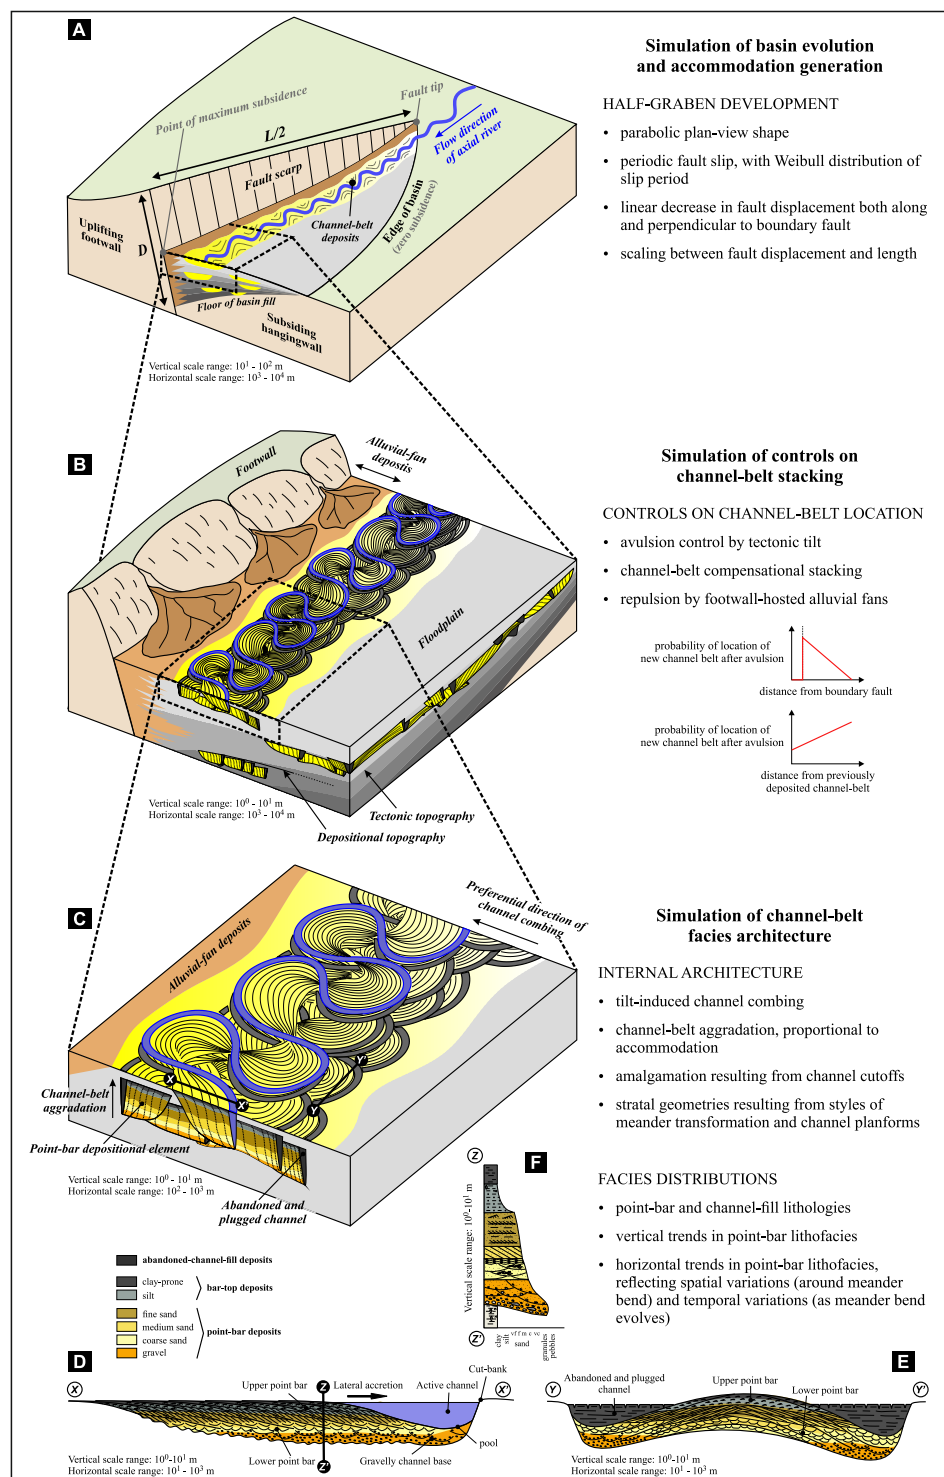 A
Simulation of basin evolution
and accommodation generation
HALF-GRABEN DEVELOPMENT
• parabolic plan-view shape
• periodic fault slip, with Weibull distribution of
slip period
• linear decrease in fault displacement both along
and perpendicular to boundary fault
• scaling between fault displacement and length
Point of maximum subsidence
Fault tip
L/2
Flow direction
of axial river
Fault scarp
Uplifting
footwall
D
Channel-belt
deposits
Edge of basin
(zero subsidence)
Floor of basin fill
Subsiding
hangingwall
Vertical scale range: 10¹ - 10² m
Horizontal scale range: 10³ - 10⁴ m
B
Simulation of controls on
channel-belt stacking
CONTROLS ON CHANNEL-BELT LOCATION
• avulsion control by tectonic tilt
• channel-belt compensational stacking
• repulsion by footwall-hosted alluvial fans
probability of location of
new channel belt after avulsion
distance from boundary fault
probability of location of
new channel belt after avulsion
distance from previously
deposited channel-belt
Footwall
Alluvial-fan
depostis
Floodplain
Tectonic topography
Depositional topography
Vertical scale range: 10⁰ - 10¹ m
Horizontal scale range: 10³ - 10⁴ m
C
Simulation of channel-belt
facies architecture
INTERNAL ARCHITECTURE
• tilt-induced channel combing
• channel-belt aggradation, proportional to
accommodation
• amalgamation resulting from channel cutoffs
• stratal geometries resulting from styles of
meander transformation and channel planforms
FACIES DISTRIBUTIONS
• point-bar and channel-fill lithologies
• vertical trends in point-bar lithofacies
• horizontal trends in point-bar lithofacies,
reflecting spatial variations (around meander
bend) and temporal variations (as meander bend
evolves)
Preferential direction of
channel combing
Alluvial-fan deposits
X
X'
Y
Y'
Channel-belt
aggradation
Point-bar depositional element
Abandoned and
plugged channel
Vertical scale range: 10⁰ - 10¹ m
Horizontal scale range: 10² - 10³ m
F
Z
Vertical scale range: 10⁰-10¹ m
Z'
clay
silt
vf f m c vc
sand
granules
pebbles
abandoned-channel-fill deposits
clay-prone
silt
bar-top deposits
fine sand
medium sand
coarse sand
gravel
point-bar deposits
D
X
Upper point bar
Z
Lateral accretion
Active channel
Cut-bank
X'
Lower point bar
Z'
Gravelly channel base
pool
Vertical scale range: 10⁰-10¹ m
Horizontal scale range: 10¹ - 10³ m
E
Y
Abandoned and plugged
channel
Upper point bar
Lower point bar
Y'
Vertical scale range: 10⁰-10¹ m
Horizontal scale range: 10¹ - 10³ m